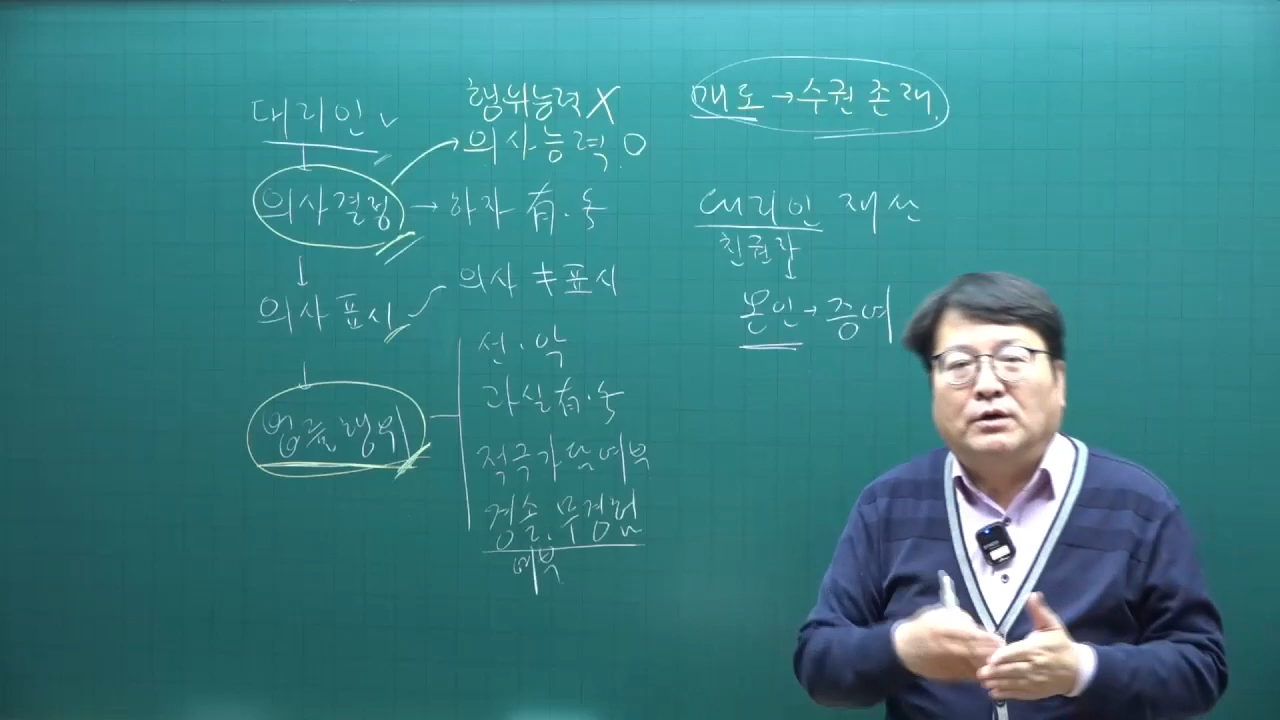 대리인
행위능력 X
의사능력 O
의사결정 → 하자 有·무
의사표시
의사 ≠ 표시
법률행위
선·악
과실 有·무
적극가담여부
경솔, 무경험
여부
매도 → 수권 존재.
대리인 재산
친권자
본인 → 증여